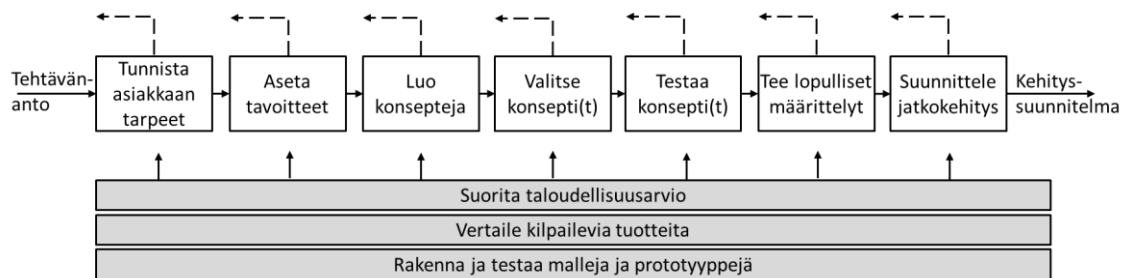 Tehtävän-
anto
Tunnista
asiakkaan
tarpeet
Aseta
tavoitteet
Luo
konsepteja
Valitse
konsepti(t)
Testaa
konsepti(t)
Tee lopulliset
määrittelyt
Suunnittele
jatkokehitys
Kehitys-
suunnitelma
Suorita taloudellisuusarvio
Vertaile kilpailevia tuotteita
Rakenna ja testaa malleja ja prototyyppejä